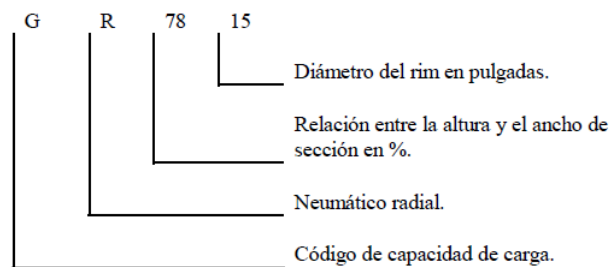 G R 78 15
Diámetro del rim en pulgadas.
Relación entre la altura y el ancho de
sección en %.
Neumático radial.
Código de capacidad de carga.